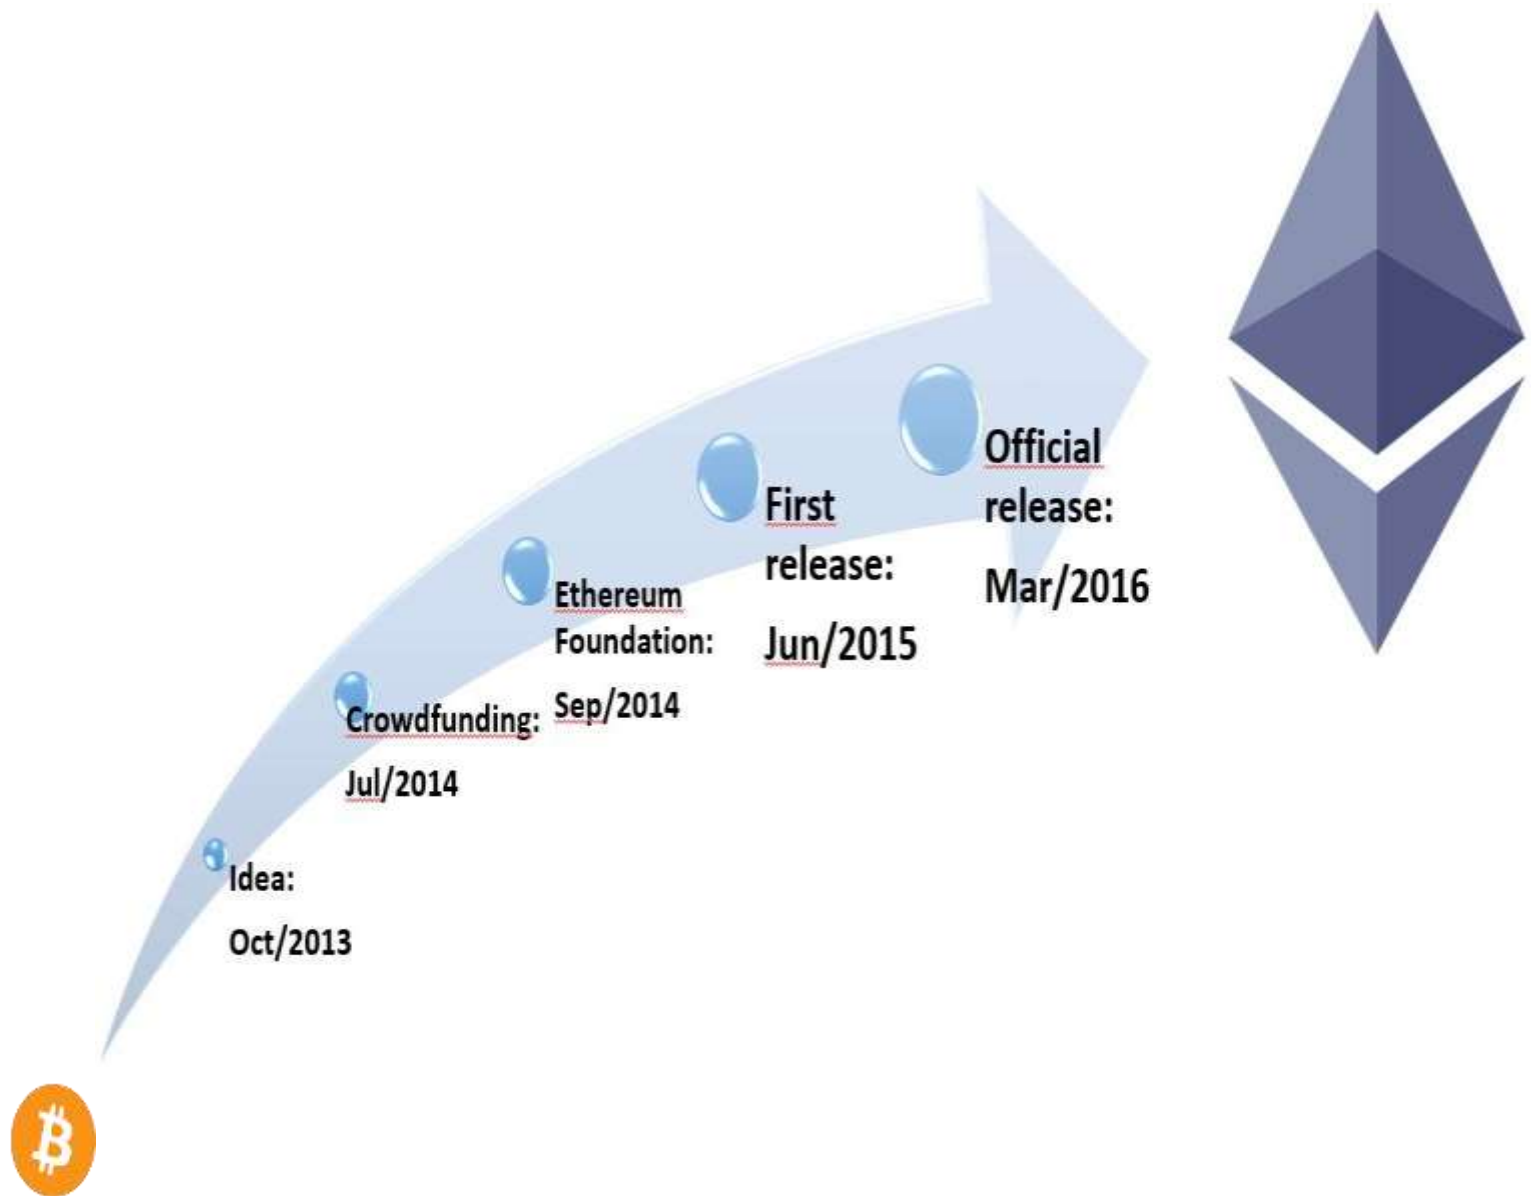 Idea:
Oct/2013
Crowdfunding:
Jul/2014
Ethereum
Foundation:
Sep/2014
First
release:
Jun/2015
Official
release:
Mar/2016